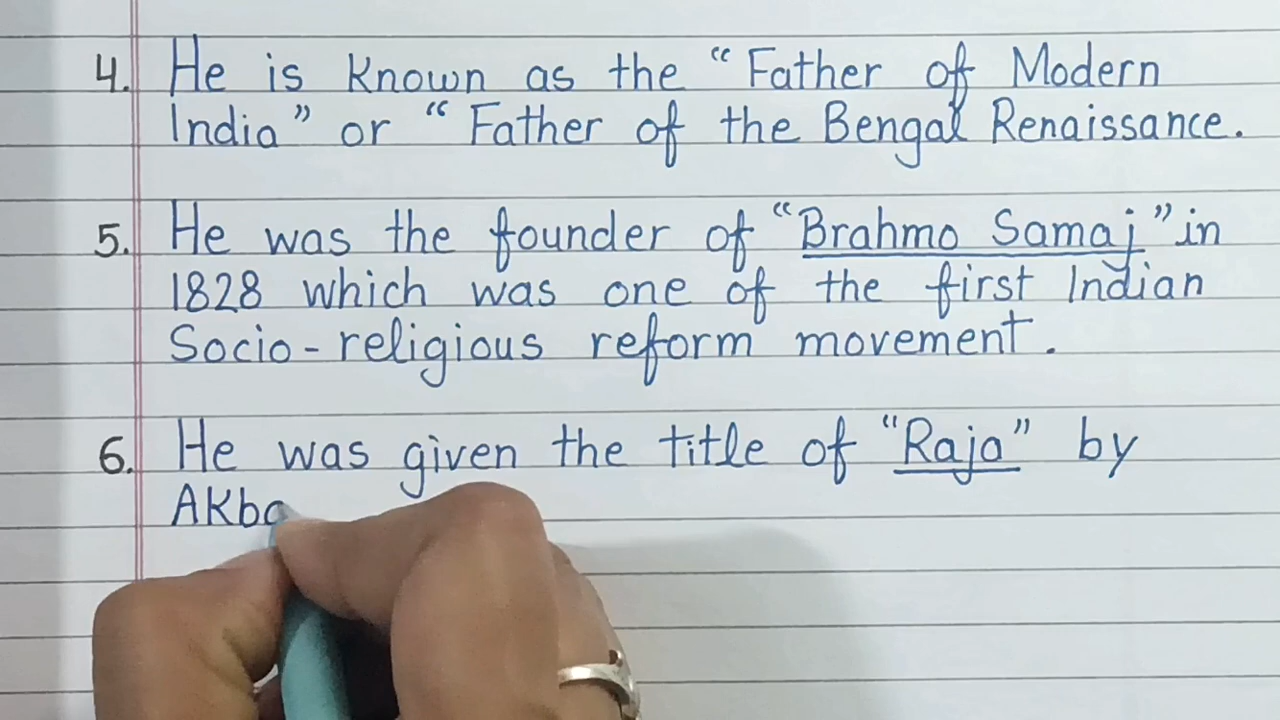 4. He is known as the “Father of Modern
India” or “Father of the Bengal Renaissance.
5. He was the founder of “Brahmo Samaj” in
1828 which was one of the first Indian
Socio-religious reform movement.
6. He was given the title of “Raja” by